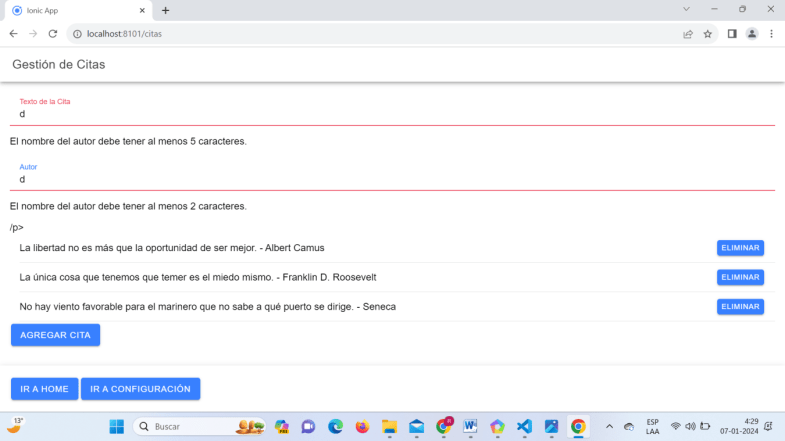 Ionic App
localhost:8101/citas
Gestión de Citas
Texto de la Cita
d
El nombre del autor debe tener al menos 5 caracteres.
Autor
d
El nombre del autor debe tener al menos 2 caracteres.
/p>
La libertad no es más que la oportunidad de ser mejor. - Albert Camus ELIMINAR
La única cosa que tenemos que temer es el miedo mismo. - Franklin D. Roosevelt ELIMINAR
No hay viento favorable para el marinero que no sabe a qué puerto se dirige. - Seneca ELIMINAR
AGREGAR CITA
IR A HOME IR A CONFIGURACIÓN
13° Buscar ESP 4:29
LAA 07-01-2024